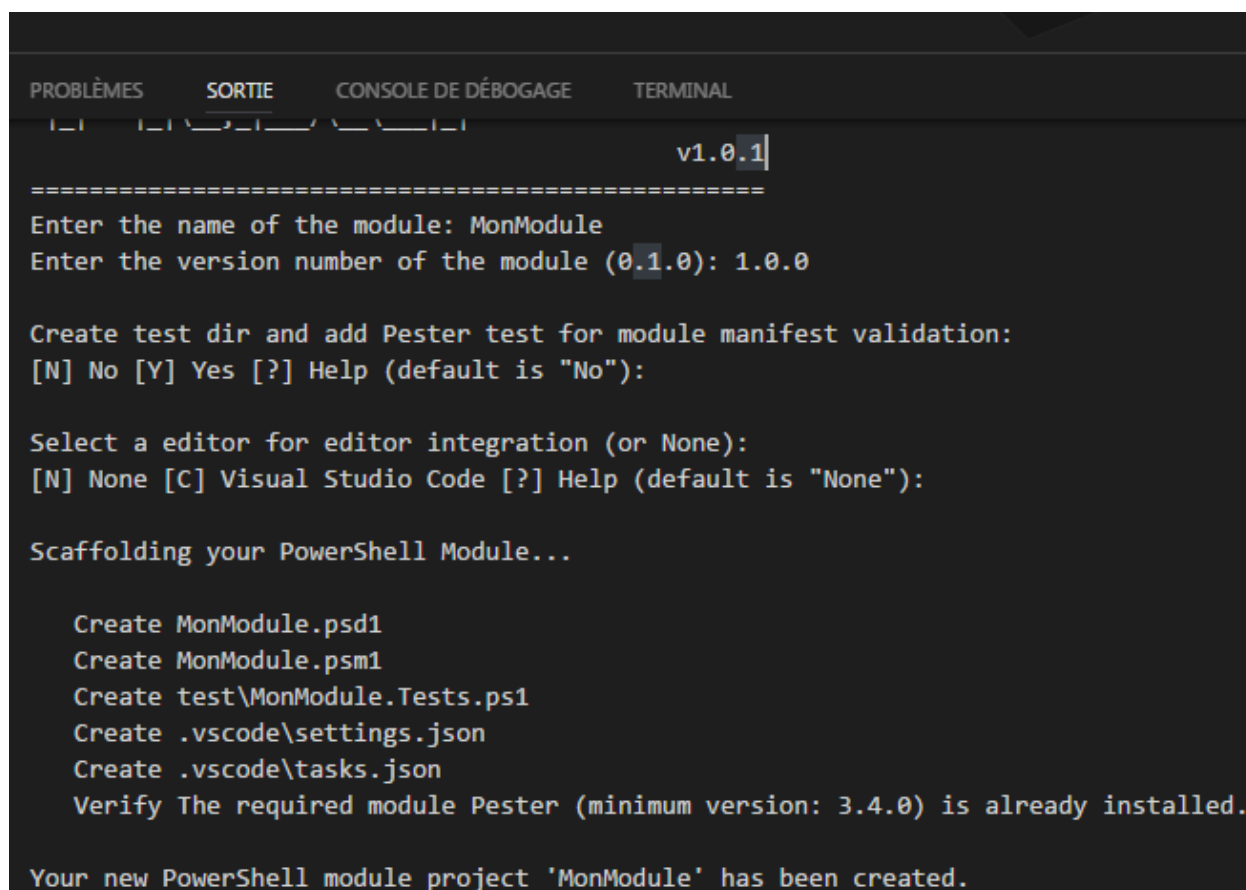 PROBLÈMES SORTIE CONSOLE DE DÉBOGAGE TERMINAL
v1.0.1
==================================================
Enter the name of the module: MonModule
Enter the version number of the module (0.1.0): 1.0.0
Create test dir and add Pester test for module manifest validation:
[N] No [Y] Yes [?] Help (default is "No"):
Select a editor for editor integration (or None):
[N] None [C] Visual Studio Code [?] Help (default is "None"):
Scaffolding your PowerShell Module...
Create MonModule.psd1
Create MonModule.psm1
Create test\MonModule.Tests.ps1
Create .vscode\settings.json
Create .vscode\tasks.json
Verify The required module Pester (minimum version: 3.4.0) is already installed.
Your new PowerShell module project 'MonModule' has been created.